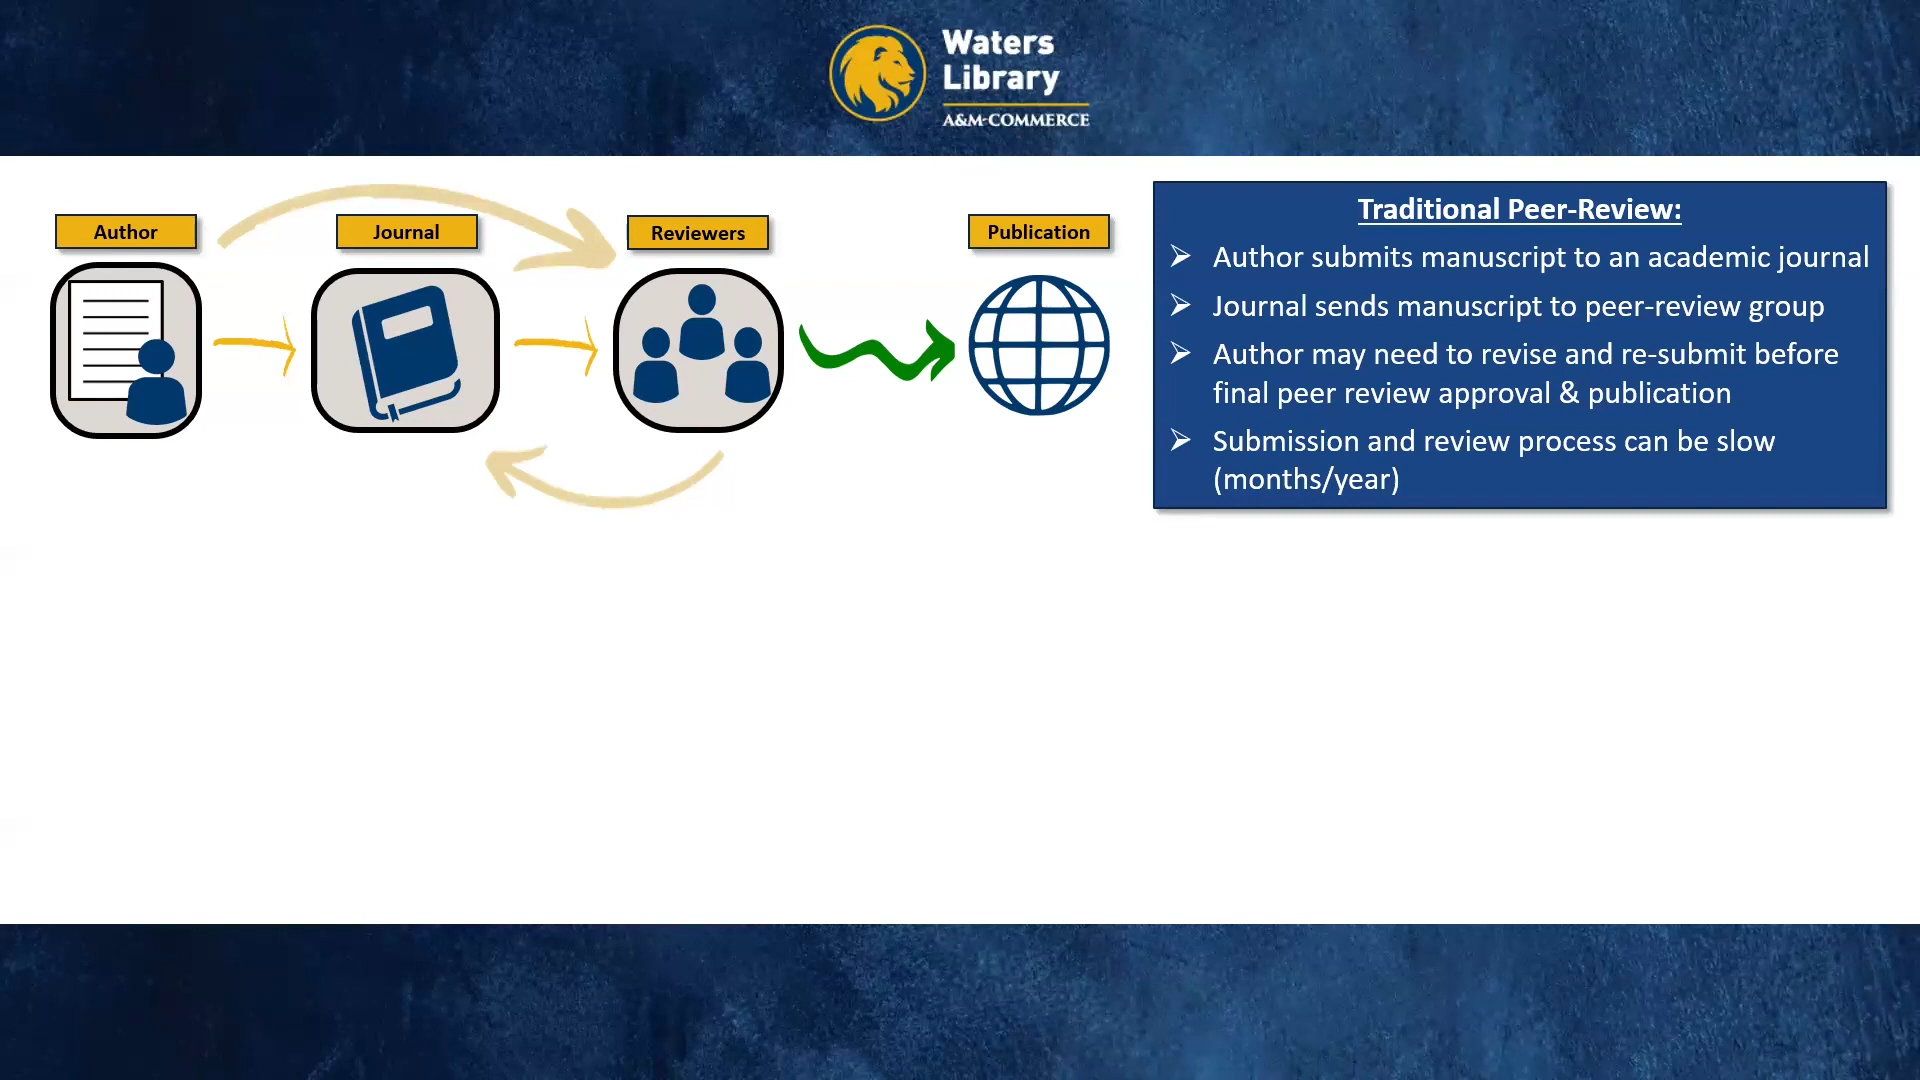 Waters
Library
A&M-COMMERCE
Author
Journal
Reviewers
Publication
Traditional Peer-Review:
Author submits manuscript to an academic journal
Journal sends manuscript to peer-review group
Author may need to revise and re-submit before
final peer review approval & publication
Submission and review process can be slow
(months/year)